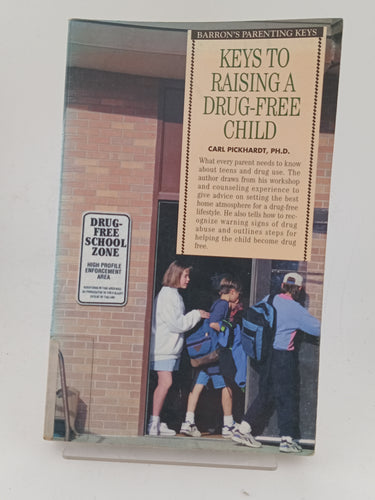 BARRON'S PARENTING KEYS
KEYS TO
RAISING A
DRUG-FREE
CHILD
CARL PICKHARDT, PH.D.
What every parent needs to know
about teens and drug use. The
author draws from his workshop
and counseling experience to
give advice on setting the best
home atmosphere for a drug-free
lifestyle. He also tells how to rec-
ognize warning signs of drug
abuse and outlines steps for
helping the child become drug
free.
DRUG-
FREE
SCHOOL
ZONE
HIGH PROFILE
ENFORCEMENT
AREA